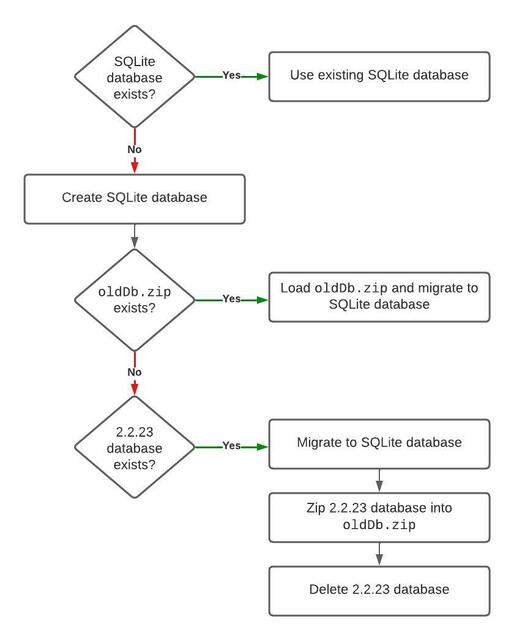 SQLite
database
exists?
Yes
Use existing SQLite database
No
Create SQLite database
oldDb.zip
exists?
Yes
Load oldDb.zip and migrate to
SQLite database
No
2.2.23
database
exists?
Yes
Migrate to SQLite database
Zip 2.2.23 database into
oldDb.zip
Delete 2.2.23 database